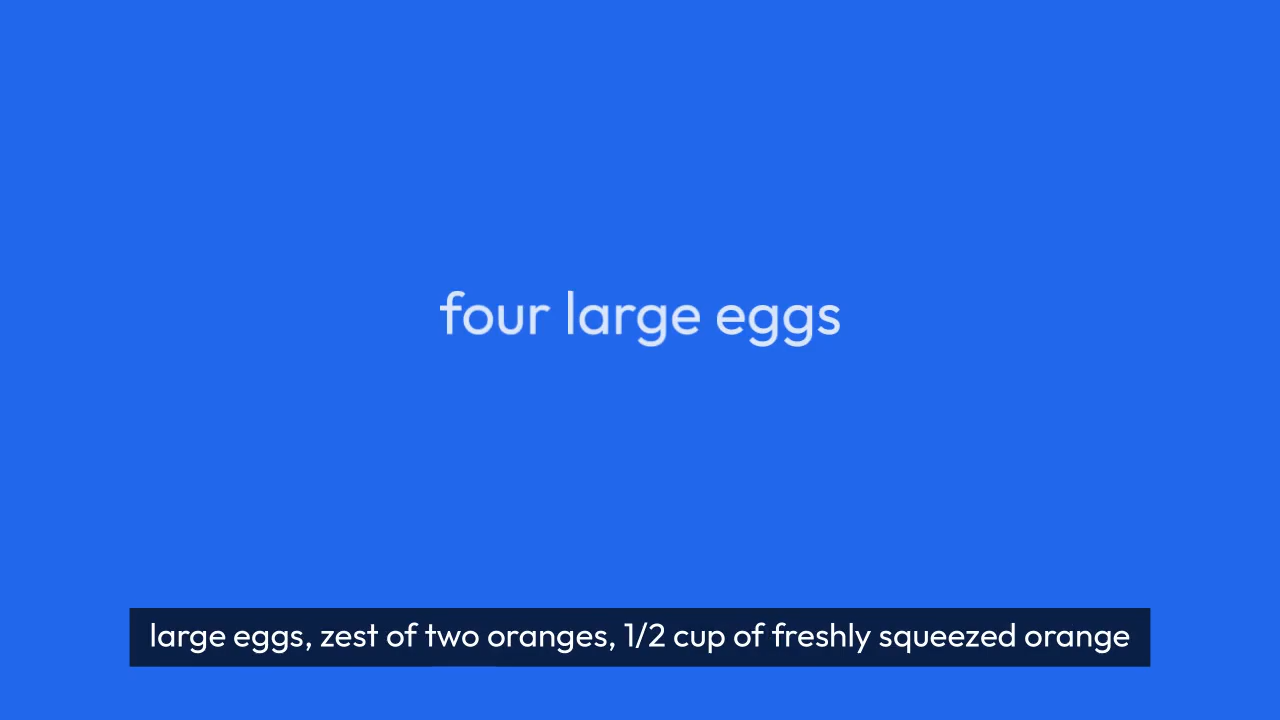 four large eggs
large eggs, zest of two oranges, 1/2 cup of freshly squeezed orange